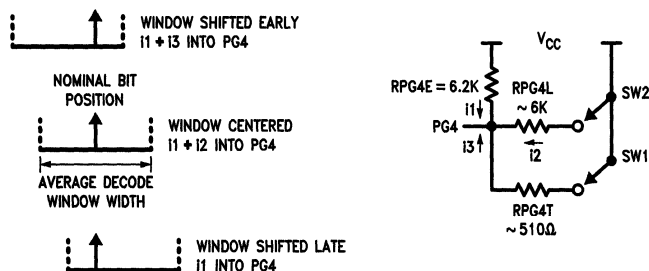 WINDOW SHIFTED EARLY
i1 + i3 INTO PG4
NOMINAL BIT
POSITION
WINDOW CENTERED
i1 + i2 INTO PG4
AVERAGE DECODE
WINDOW WIDTH
WINDOW SHIFTED LATE
i1 INTO PG4
VCC
RPG4E = 6.2K
RPG4L
~ 6K
SW2
i1
PG4
i3
i2
SW1
RPG4T
~ 510Ω